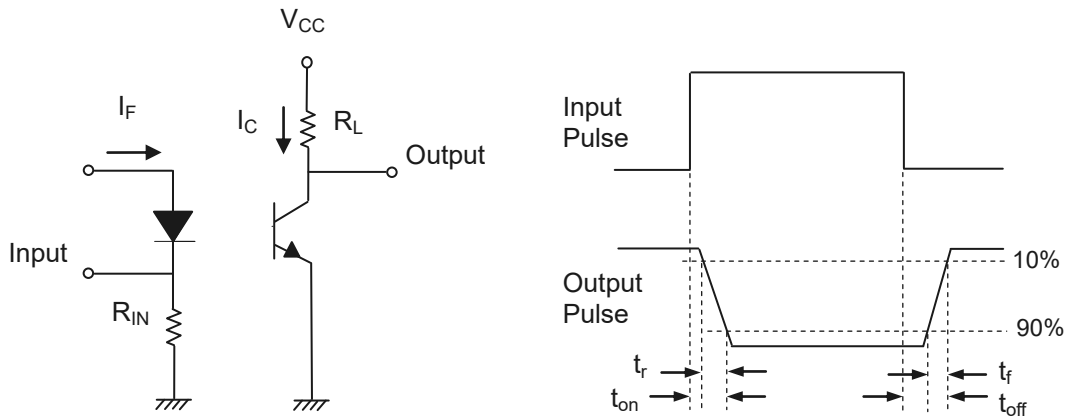 V_CC
I_F
I_C
R_L
Output
Input
R_IN
Input
Pulse
10%
Output
Pulse
90%
t_r
t_f
t_on
t_off